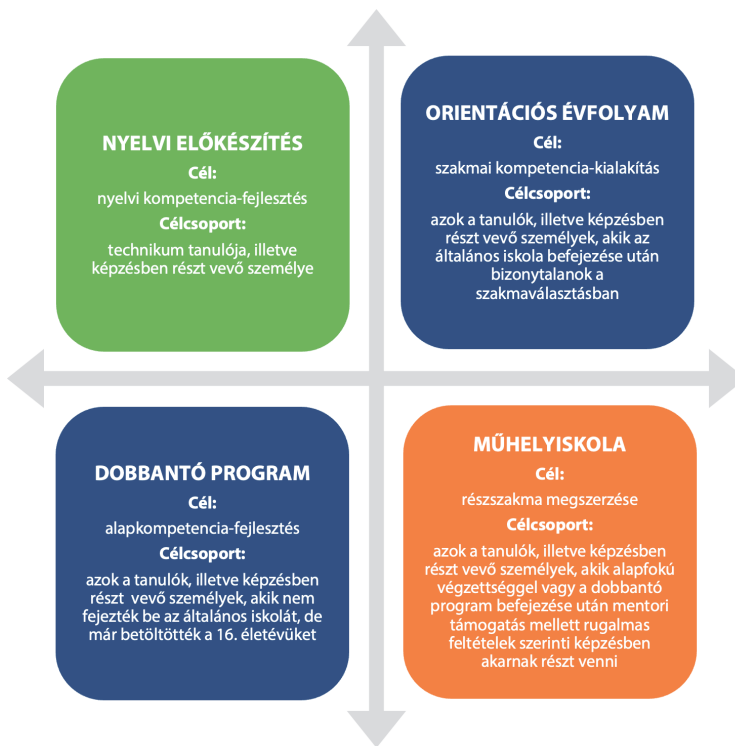 NYELVI ELŐKÉSZÍTÉS
Cél:
nyelvi kompetencia-fejlesztés
Célcsoport:
technikum tanulója, illetve
képzésben részt vevő személye
ORIENTÁCIÓS ÉVFOLYAM
Cél:
szakmai kompetencia-kialakítás
Célcsoport:
azok a tanulók, illetve képzésben
részt vevő személyek, akik az
általános iskola befejezése után
bizonytalanok a
szakmaválasztásban
DOBBANTÓ PROGRAM
Cél:
alapkompetencia-fejlesztés
Célcsoport:
azok a tanulók, illetve képzésben
részt vevő személyek, akik nem
fejezték be az általános iskolát, de
már betöltötték a 16. életévüket
MŰHELYISKOLA
Cél:
részszakma megszerzése
Célcsoport:
azok a tanulók, illetve képzésben
részt vevő személyek, akik alapfokú
végzettséggel vagy a dobbantó
program befejezése után mentori
támogatás mellett rugalmas
feltételek szerinti képzésben
akarnak részt venni